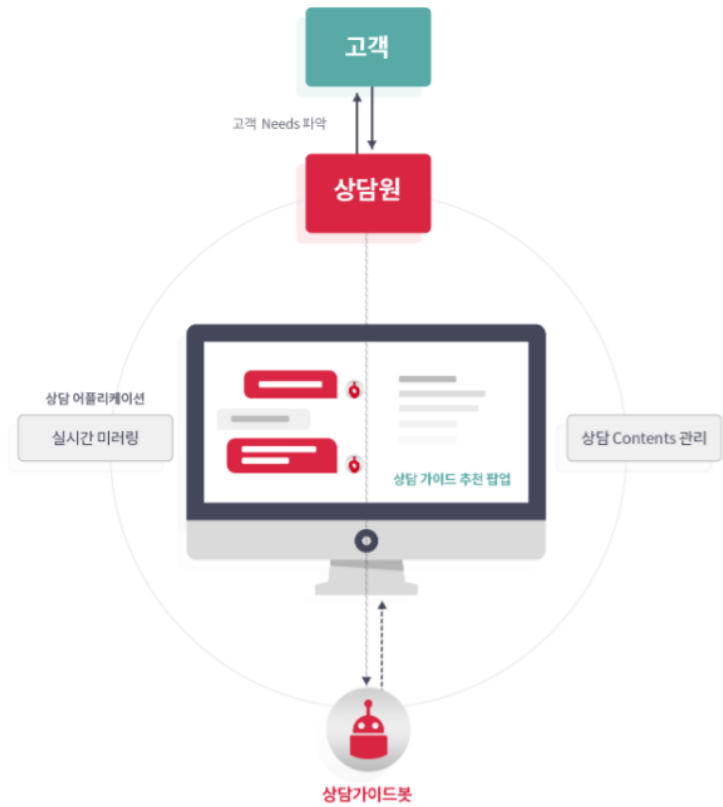 고객
고객 Needs 파악
상담원
상담 어플리케이션
실시간 미러링
상담 Contents 관리
상담 가이드 추천 팝업
상담가이드봇